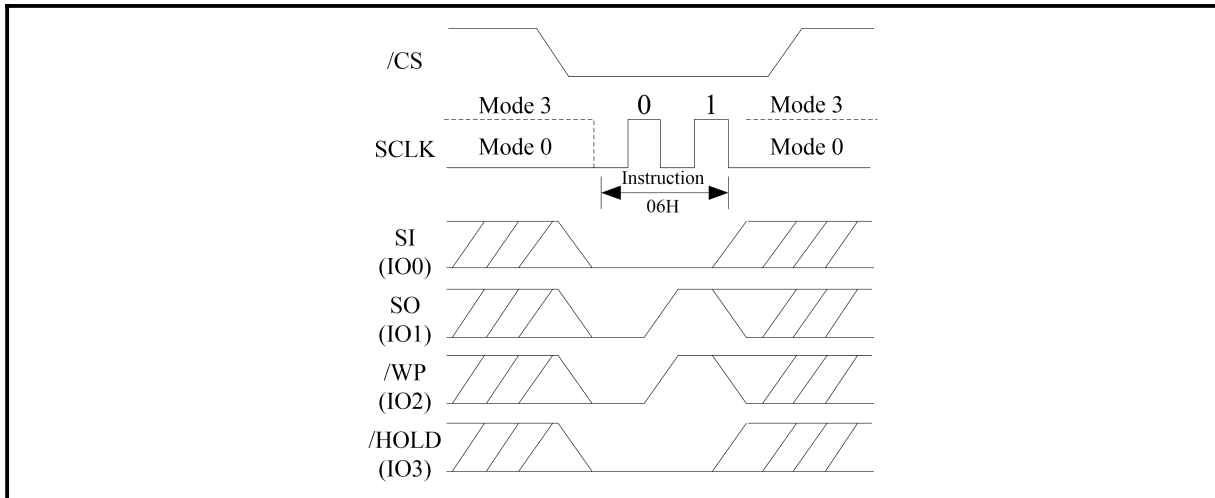 /CS
Mode 3 0 1 Mode 3
SCLK Mode 0 Mode 0
Instruction
06H
SI
(IO0)
SO
(IO1)
/WP
(IO2)
/HOLD
(IO3)